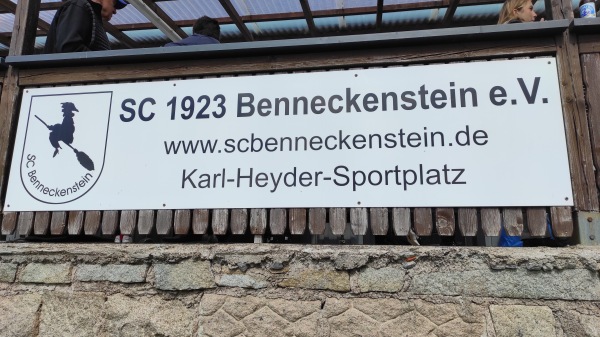 SC 1923 Benneckenstein e.V.
www.scbenneckenstein.de
Karl-Heyder-Sportplatz
SC Benneckenstein